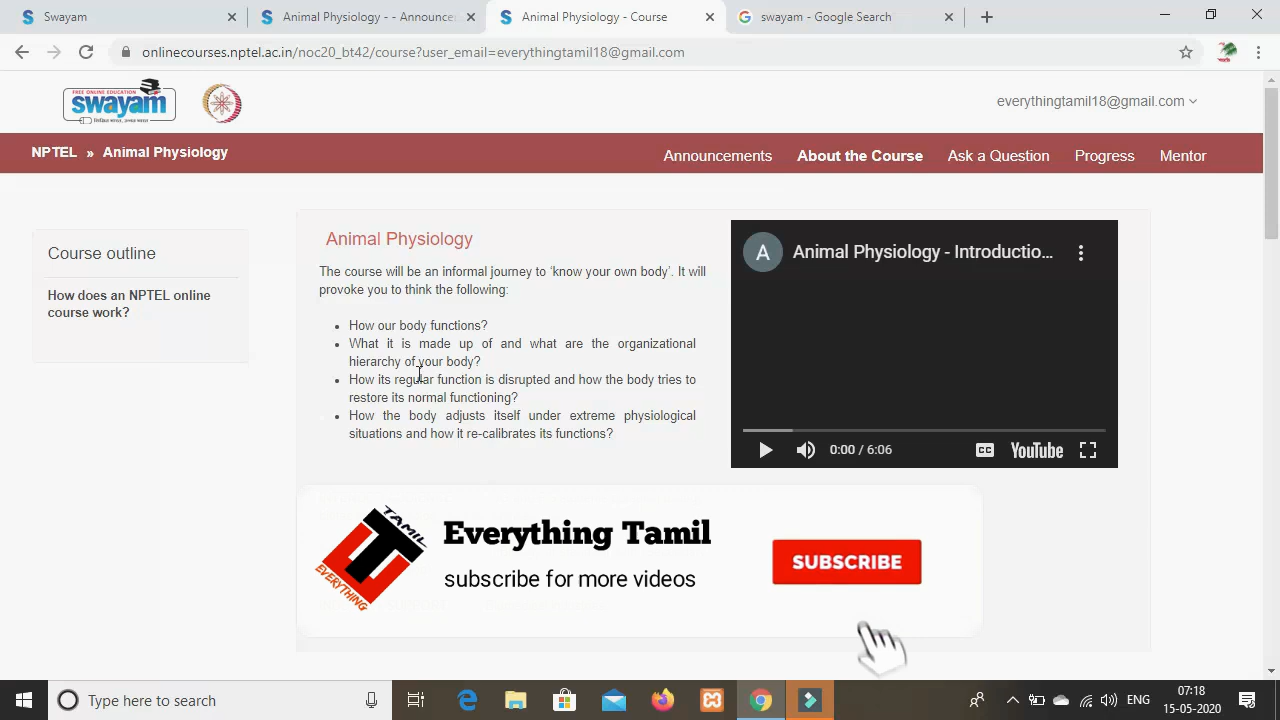 Swayam
Animal Physiology - - Announce
Animal Physiology - Course
swayam - Google Search
onlinecourses.nptel.ac.in/noc20_bt42/course?user_email=everythingtamil18@gmail.com
FREE ONLINE EDUCATION
swayam
everythingtamil18@gmail.com
NPTEL » Animal Physiology
Announcements
About the Course
Ask a Question
Progress
Mentor
Course outline
How does an NPTEL online
course work?
Animal Physiology
The course will be an informal journey to ‘know your own body’. It will
provoke you to think the following:
• How our body functions?
• What it is made up of and what are the organizational
hierarchy of your body?
• How its regular function is disrupted and how the body tries to
restore its normal functioning?
• How the body adjusts itself under extreme physiological
situations and how it re-calibrates its functions?
A
Animal Physiology - Introductio...
0:00 / 6:06
CC
YouTube
TAMIL
ET
EVERYTHING
Everything Tamil
subscribe for more videos
SUBSCRIBE
Type here to search
ENG
07:18
15-05-2020